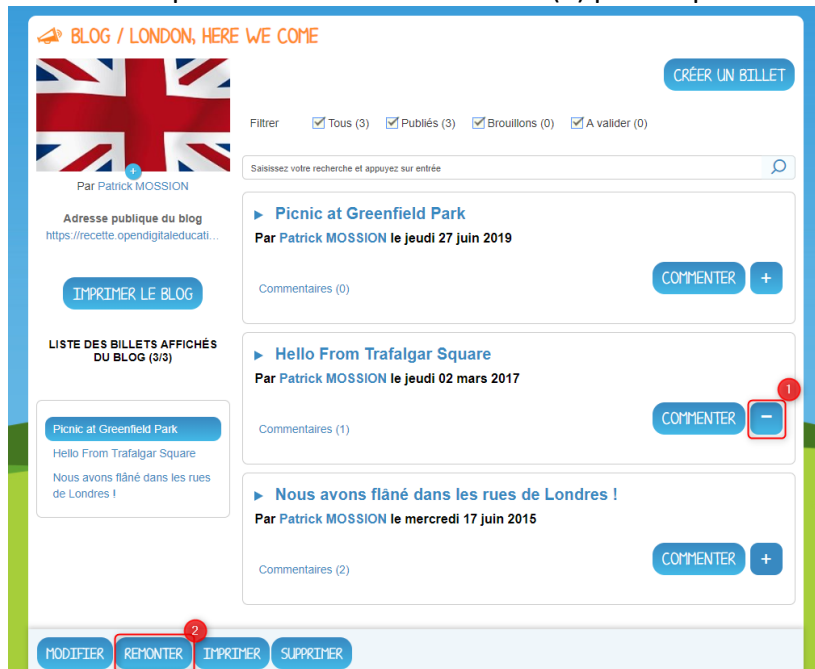 BLOG / LONDON, HERE WE COME
CRÉER UN BILLET
Filtrer Tous (3) Publiés (3) Brouillons (0) A valider (0)
Saisissez votre recherche et appuyez sur entrée
+
Par Patrick MOSSION
Adresse publique du blog
https://recette.opendigitaleducati...
IMPRIMER LE BLOG
LISTE DES BILLETS AFFICHÉS
DU BLOG (3/3)
Picnic at Greenfield Park
Hello From Trafalgar Square
Nous avons flâné dans les rues
de Londres !
Picnic at Greenfield Park
Par Patrick MOSSION le jeudi 27 juin 2019
Commentaires (0)
COMMENTER +
Hello From Trafalgar Square
Par Patrick MOSSION le jeudi 02 mars 2017
1
Commentaires (1)
COMMENTER −
Nous avons flâné dans les rues de Londres !
Par Patrick MOSSION le mercredi 17 juin 2015
Commentaires (2)
COMMENTER +
2
MODIFIER REMONTER IMPRIMER SUPPRIMER